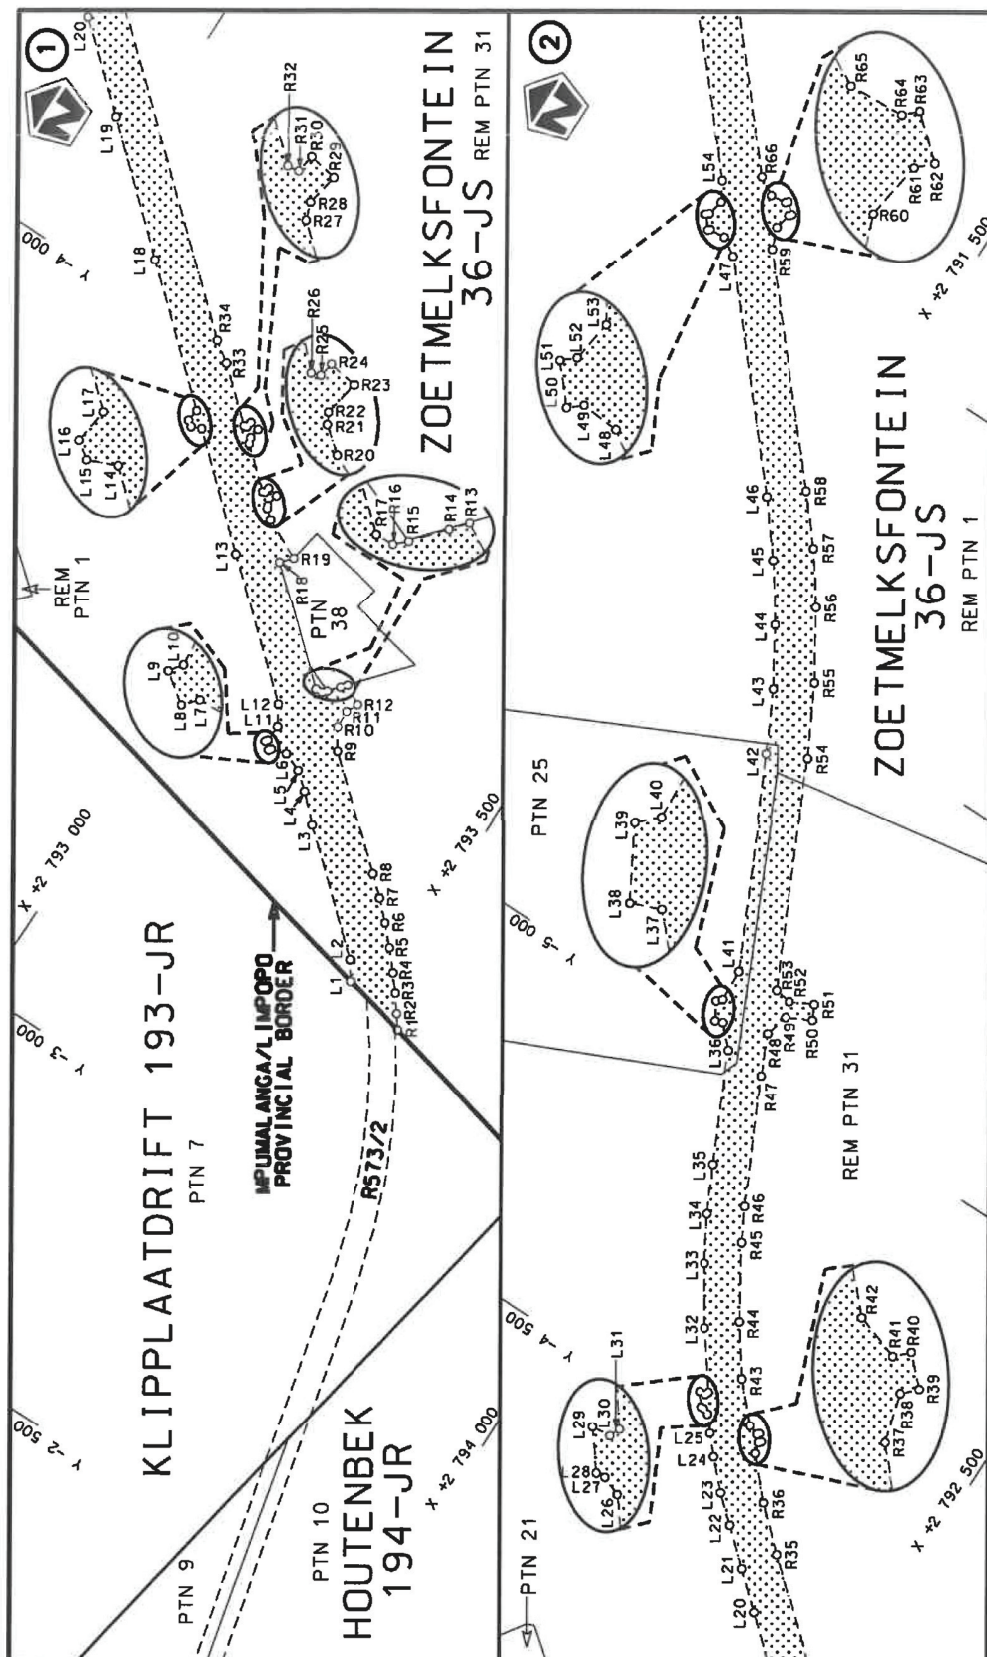 1
L20
L19
Y -4 000
L18
R34
R33
L17
L16
L15
L14
R32
R31
R30
R29
R28
R27
R26
R25
R24
R23
R22
R21
R20
ZOETMELKSFONTEIN
36-JS
REM PTN 31
REM
PTN 1
L13
R19
R18
PTN
38
R17
R16
R15
R14
R13
L10
L9
L8
L7
L12
L11
L6
L5
L4
L3
R12
R11
R10
R9
R8
R7
R6
R5
R4
R3
R2
R1
L2
L1
X +2 793 000
X +2 793 500
Y -3 000
MPUMALANGA/LIMPOPO
PROVINCIAL BORDER
KLIPPLAATDRIFT 193-JR
PTN 7
R573/2
Y -2 500
X +2 794 000
PTN 9
PTN 10
HOUTENBEK
194-JR
2
L54
L47
R66
R59
R65
R64
R63
R62
R61
R60
X +2 791 500
L53
L52
L51
L50
L49
L48
L46
L45
L44
L43
L42
R58
R57
R56
R55
R54
ZOETMELKSFONTEIN
36-JS
REM PTN 1
PTN 25
L40
L39
L38
L37
Y -5 000
L41
L36
R53
R52
R51
R50
R49
R48
R47
L35
L34
L33
L32
R46
R45
R44
R43
REM PTN 31
Y -4 500
L31
L30
L29
L28
L27
L26
L25
L24
L23
L22
L21
L20
R42
R41
R40
R39
R38
R37
R36
R35
X +2 792 500
PTN 21